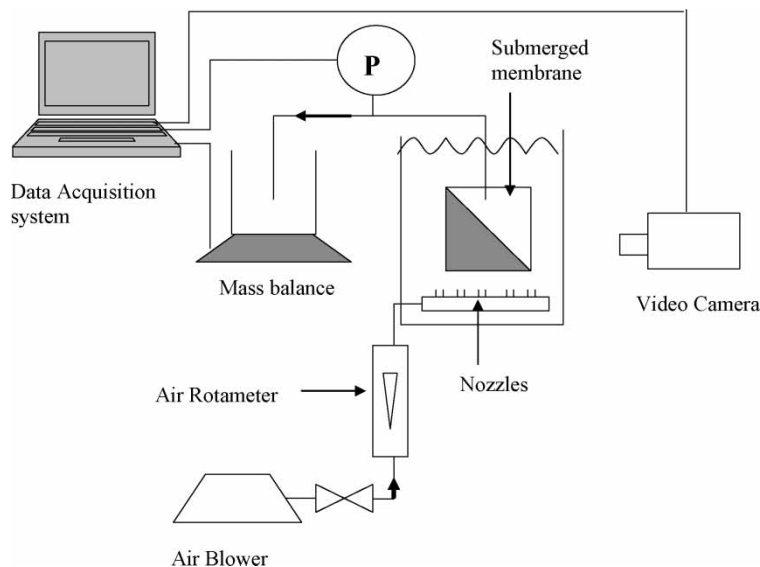 Submerged
membrane
P
Data Acquisition
system
Mass balance
Video Camera
Nozzles
Air Rotameter
Air Blower